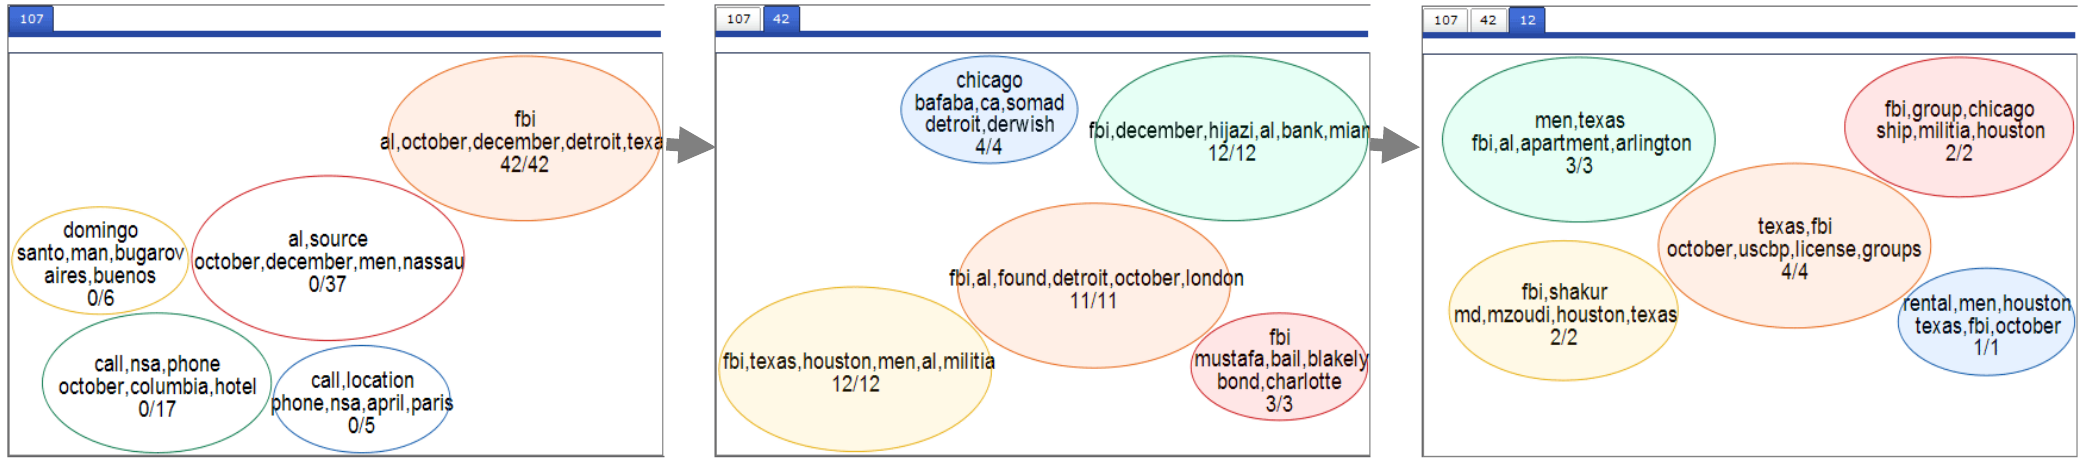 107
fbi
al,october,december,detroit,texa
42/42
al,source
october,december,men,nassau
0/37
domingo
santo,man,bugarov
aires,buenos
0/6
call,nsa,phone
october,columbia,hotel
0/17
call,location
phone,nsa,april,paris
0/5
107 42
chicago
bafaba,ca,somad
detroit,derwish
4/4
fbi,december,hijazi,al,bank,miam
12/12
fbi,al,found,detroit,october,london
11/11
fbi,texas,houston,men,al,militia
12/12
fbi
mustafa,bail,blakely
bond,charlotte
3/3
107 42 12
men,texas
fbi,al,apartment,arlington
3/3
fbi,group,chicago
ship,militia,houston
2/2
texas,fbi
october,uscbp,license,groups
4/4
fbi,shakur
md,mzoudi,houston,texas
2/2
rental,men,houston
texas,fbi,october
1/1